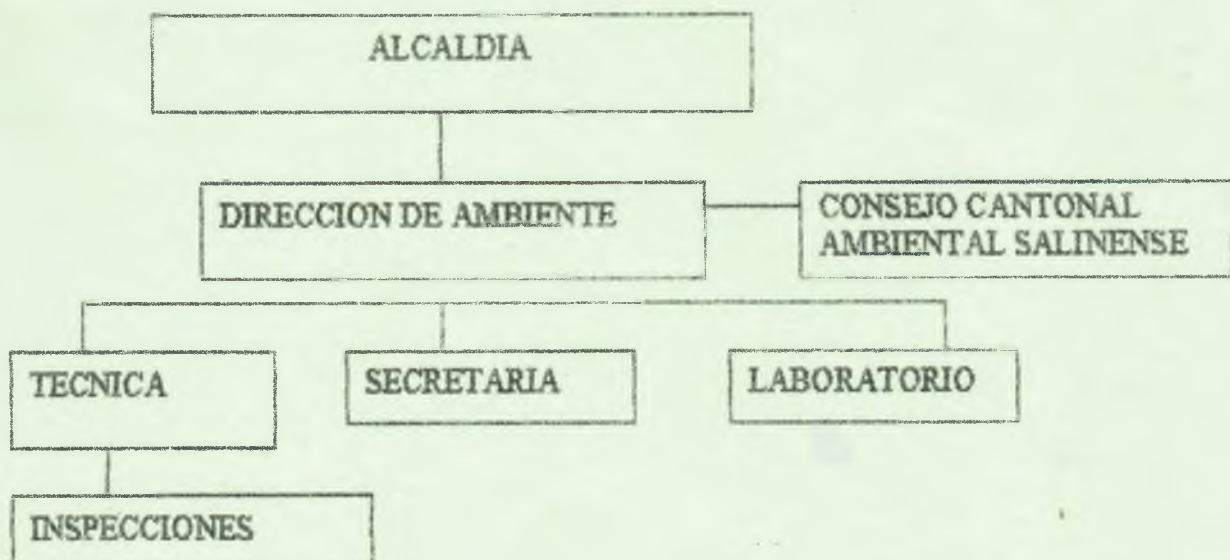 ALCALDIA
DIRECCION DE AMBIENTE
CONSEJO CANTONAL
AMBIENTAL SALINENSE
TECNICA
SECRETARIA
LABORATORIO
INSPECCIONES